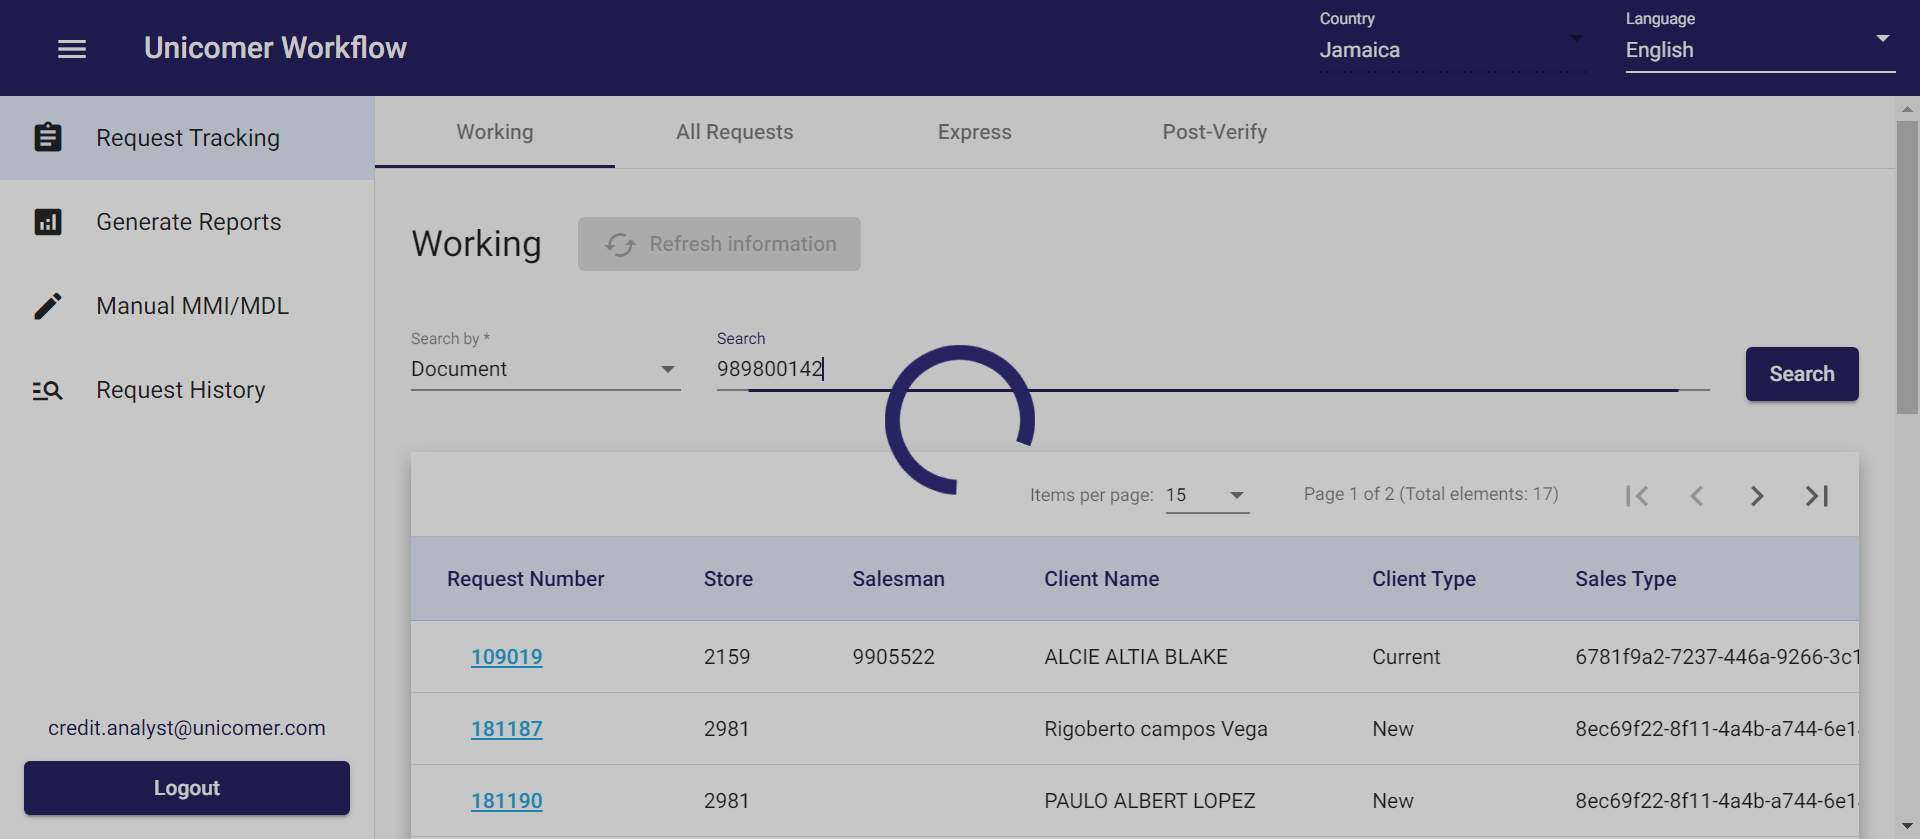 Unicomer Workflow
Country
Jamaica
Language
English
Request Tracking
Generate Reports
Manual MMI/MDL
Request History
credit.analyst@unicomer.com
Logout
Working
All Requests
Express
Post-Verify
Working
Refresh information
Search by *
Document
Search
989800142
Search
Items per page: 15
Page 1 of 2 (Total elements: 17)
Request Number Store Salesman Client Name Client Type Sales Type
109019 2159 9905522 ALCIE ALTIA BLAKE Current 6781f9a2-7237-446a-9266-3c1
181187 2981 Rigoberto campos Vega New 8ec69f22-8f11-4a4b-a744-6e1
181190 2981 PAULO ALBERT LOPEZ New 8ec69f22-8f11-4a4b-a744-6e1